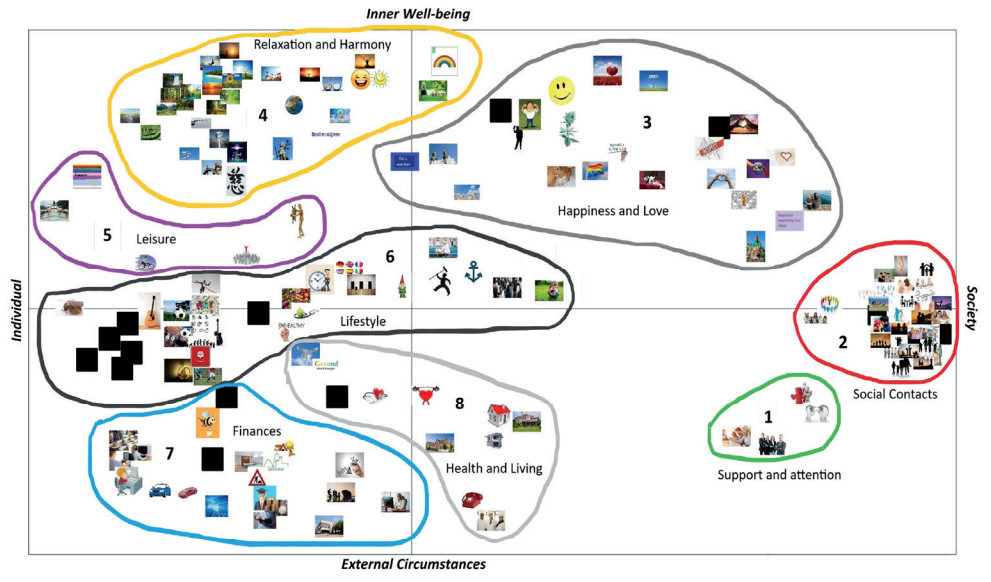 Inner Well-being
Relaxation and Harmony
4
3
Happiness and Love
5
Leisure
6
Lifestyle
Individual
Society
2
Social Contacts
1
Support and attention
7
Finances
8
Health and Living
External Circumstances